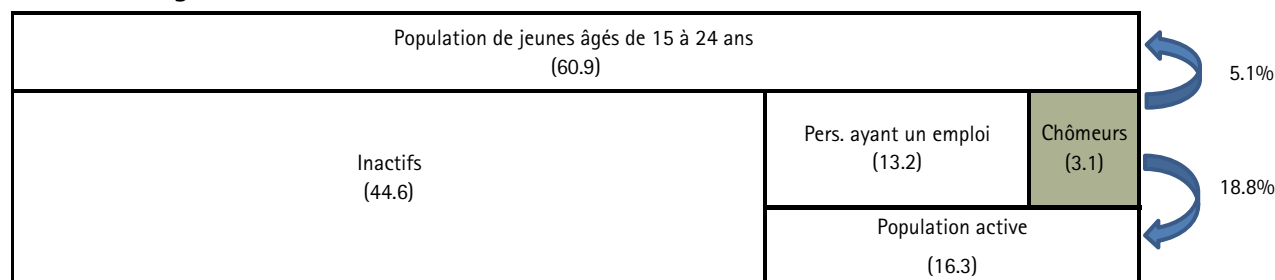 Population de jeunes âgés de 15 à 24 ans
(60.9)
5.1%
Inactifs
(44.6)
Pers. ayant un emploi
(13.2)
Chômeurs
(3.1)
18.8%
Population active
(16.3)